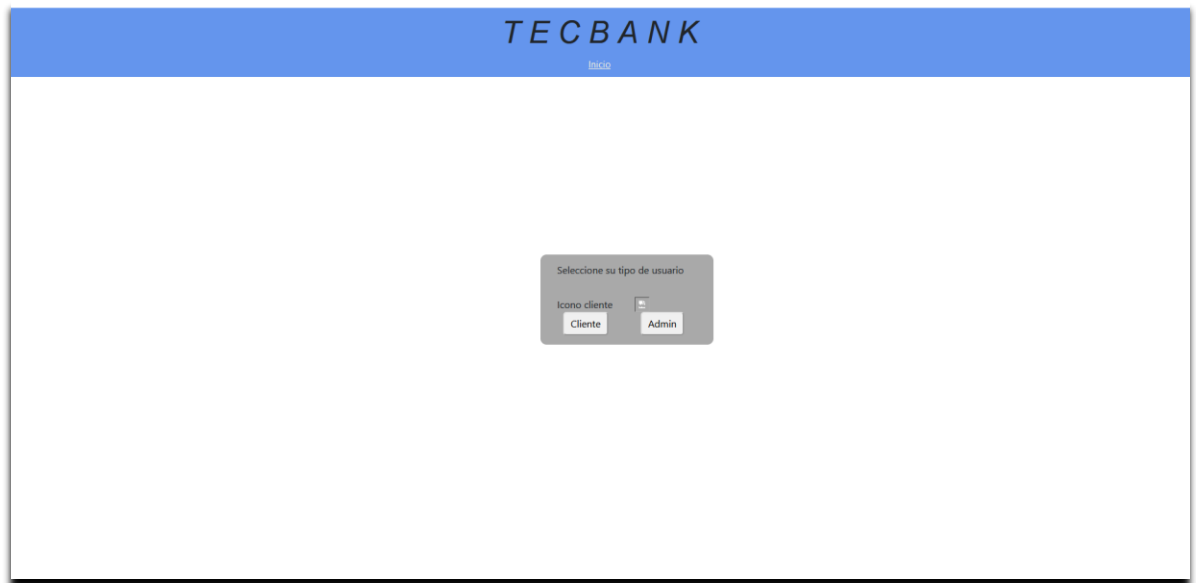 TECBANK
Inicio
Seleccione su tipo de usuario
Icono cliente
Cliente Admin